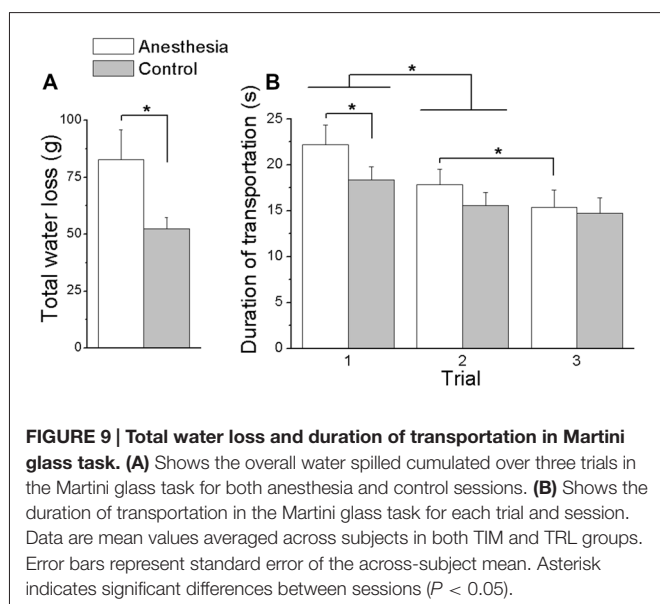 Anesthesia
Control
A
B
*
*
*
*
Total water loss (g)
100
75
50
25
0
Duration of transportation (s)
25
20
15
10
5
0
1
2
3
Trial
FIGURE 9 | Total water loss and duration of transportation in Martini
glass task. (A) Shows the overall water spilled cumulated over three trials in
the Martini glass task for both anesthesia and control sessions. (B) Shows the
duration of transportation in the Martini glass task for each trial and session.
Data are mean values averaged across subjects in both TIM and TRL groups.
Error bars represent standard error of the across-subject mean. Asterisk
indicates significant differences between sessions (P < 0.05).